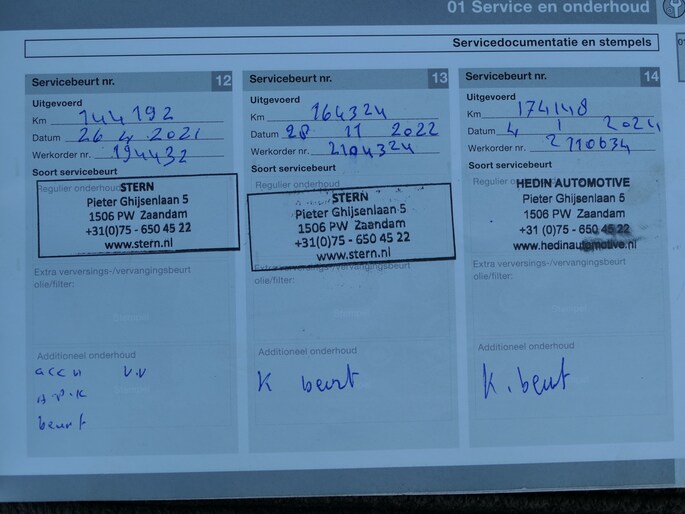 01 Service en onderhoud
Servicedocumentatie en stempels
Servicebeurt nr. 12
Uitgevoerd
Km 144192
Datum 26 4 2021
Werkorder nr. 194432
Soort servicebeurt
Regulier onderhoud
STERN
Pieter Ghijsenlaan 5
1506 PW Zaandam
+31(0)75 - 650 45 22
www.stern.nl
Extra verversings-/vervangingsbeurt
olie/filter:
Additioneel onderhoud
accu V.V
A.P.K
beurt
Servicebeurt nr. 13
Uitgevoerd
Km 164324
Datum 28 11 2022
Werkorder nr. 2104324
Soort servicebeurt
Regulier onderhoud
STERN
Pieter Ghijsenlaan 5
1506 PW Zaandam
+31(0)75 - 650 45 22
www.stern.nl
Extra verversings-/vervangingsbeurt
olie/filter:
Additioneel onderhoud
K beurt
Servicebeurt nr. 14
Uitgevoerd
Km 174148
Datum 4 1 2024
Werkorder nr. 2710634
Soort servicebeurt
Regulier
HEDIN AUTOMOTIVE
Pieter Ghijsenlaan 5
1506 PW Zaandam
+31 (0)75 - 650 45 22
www.hedinautomotive.nl
Extra verversings-/vervangingsbeurt
olie/filter:
Additioneel onderhoud
K. beurt